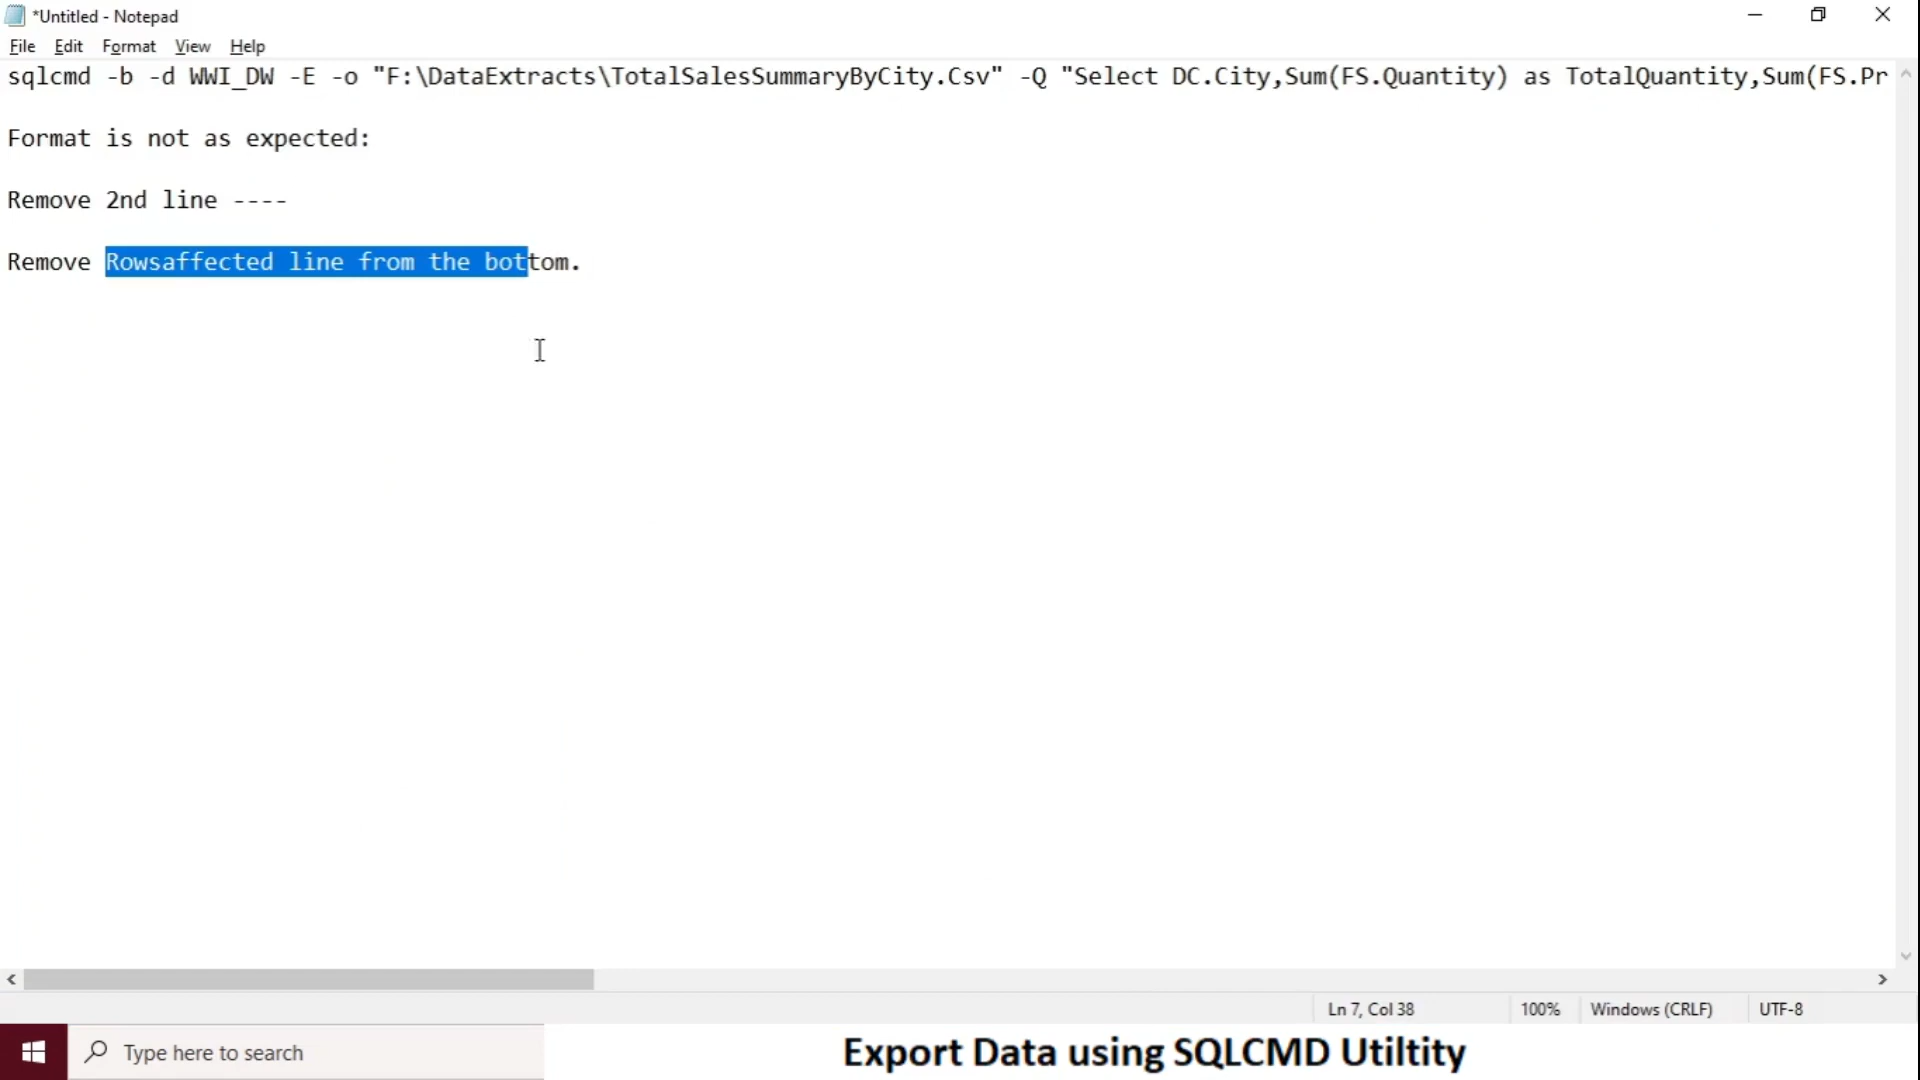 *Untitled - Notepad
File Edit Format View Help
sqlcmd -b -d WWI_DW -E -o "F:\DataExtracts\TotalSalesSummaryByCity.Csv" -Q "Select DC.City,Sum(FS.Quantity) as TotalQuantity,Sum(FS.Pr
Format is not as expected:
Remove 2nd line ----
Remove Rowsaffected line from the bottom.
Ln 7, Col 38 100% Windows (CRLF) UTF-8
Type here to search
Export Data using SQLCMD Utiltity